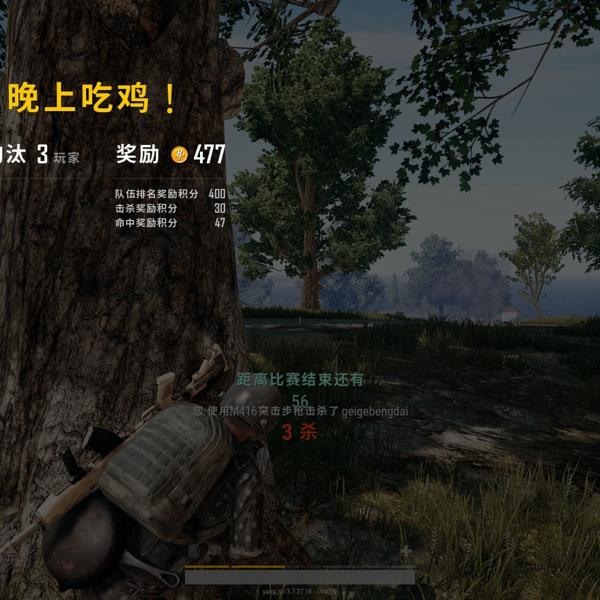 晚上吃鸡！
汰 3 玩家
奖励 477
队伍排名奖励积分 400
击杀奖励积分 30
命中奖励积分 47
距离比赛结束还有
56
您 使用M416突击步枪击杀了 geigebengdai
3 杀